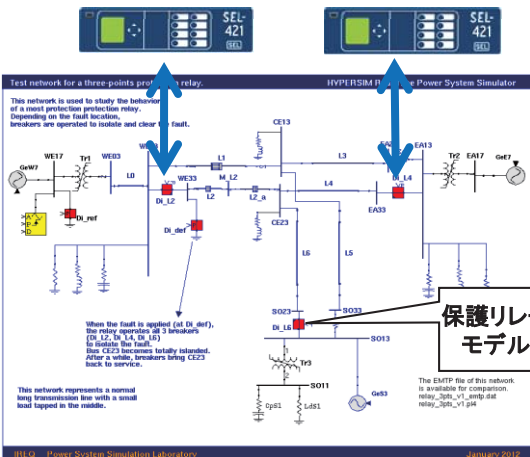 SEL-
421
SEL
SEL-
421
SEL
Test network for a three-points protection relay.
HYPERSIM Power System Simulator
This network is used to study the behavior
of a most protection protection relay.
Depending on the fault location,
breakers are operated to isolate and clear the fault.
CE13
EA13
GeW7
WE17
Tr1
WE03
L0
L1
L3
Tr2
EA17
GeE7
WE33
M_L2
L2
L2_a
L4
Di_L2
Di_L4
EA33
Di_ref
Di_def
CE23
L6
L5
When the fault is applied (at Di_def),
the relay operates all 3 breakers
(Di_L2, Di_L4, Di_L6)
to isolate the fault.
Bus CE23 becomes totally islanded.
After a while, breakers bring CE23
back to service.
SO23
SO33
Di_L6
SO13
保護リレー
モデル
Tr3
This network represents a normal
long transmission line with a small
load tapped in the middle.
SO11
CpS1
LdS1
GeS3
The EMTP file of this network
is available for comparison.
relay_3pts_v1_emtp.dat
relay_3pts_v1.pl4
IREQ Power System Simulation Laboratory
January 2012